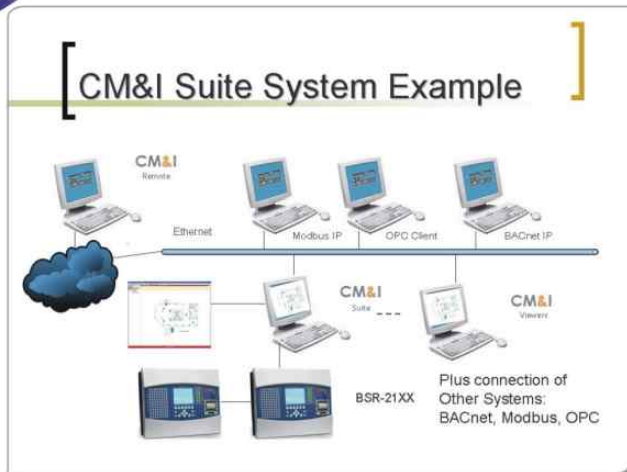 CM&I Suite System Example
CM&I
Remote
Ethernet
Modbus IP
OPC Client
BACnet IP
CM&I
Suite
CM&I
Viewers
BSR-21XX
Plus connection of
Other Systems:
BACnet, Modbus, OPC